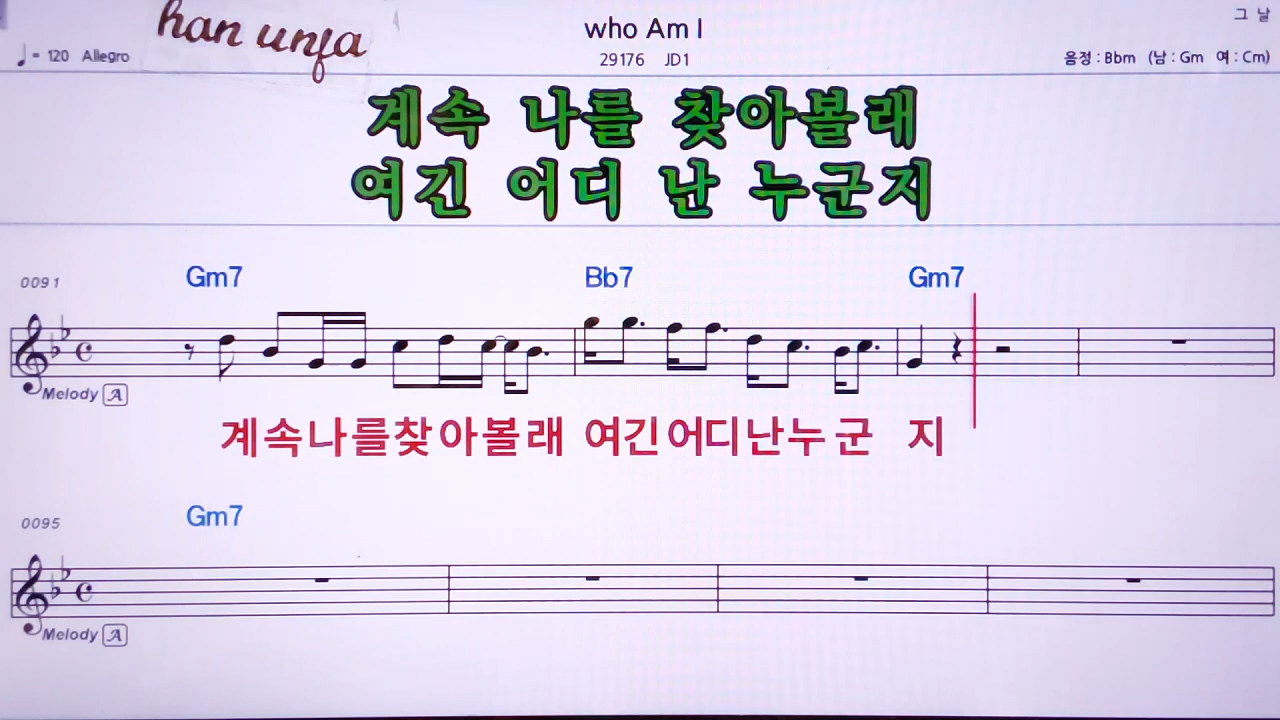 han unja
who Am I
그 날
♩= 120 Allegro
29176 JD1
음정 : Bbm (남 : Gm 여 : Cm)
계속 나를 찾아볼래
여긴 어디 난 누군지
0091 Gm7 Bb7 Gm7
Melody A
계속나를찾아볼래 여긴어디난누군 지
0095 Gm7
Melody A